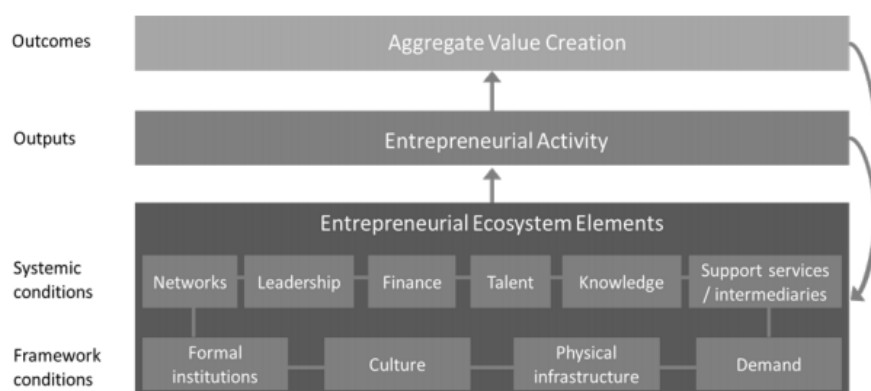 Outcomes
Aggregate Value Creation
Outputs
Entrepreneurial Activity
Entrepreneurial Ecosystem Elements
Systemic
conditions
Networks
Leadership
Finance
Talent
Knowledge
Support services
/ intermediaries
Framework
conditions
Formal
institutions
Culture
Physical
infrastructure
Demand